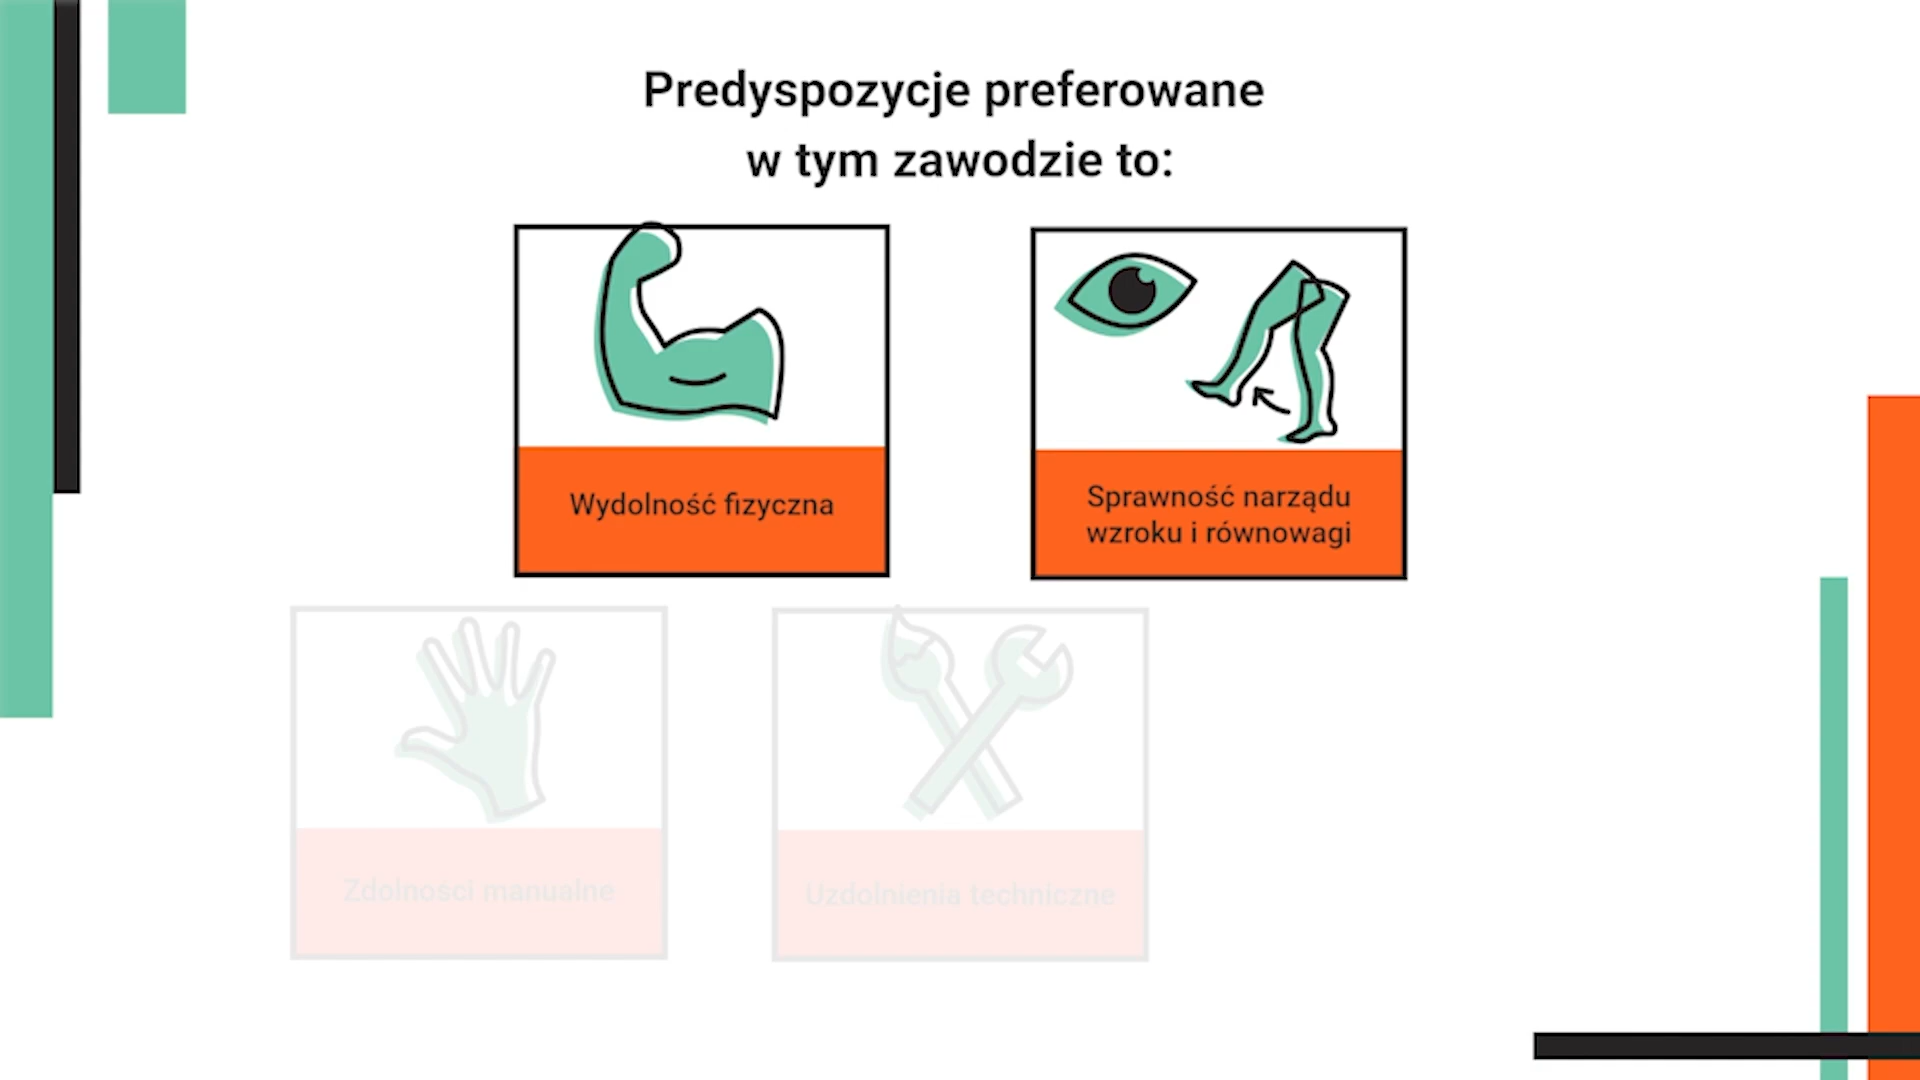 Predyspozycje preferowane
w tym zawodzie to:
Wydolność fizyczna
Sprawność narządu
wzroku i równowagi
Zdolności manualne
Uzdolnienia techniczne